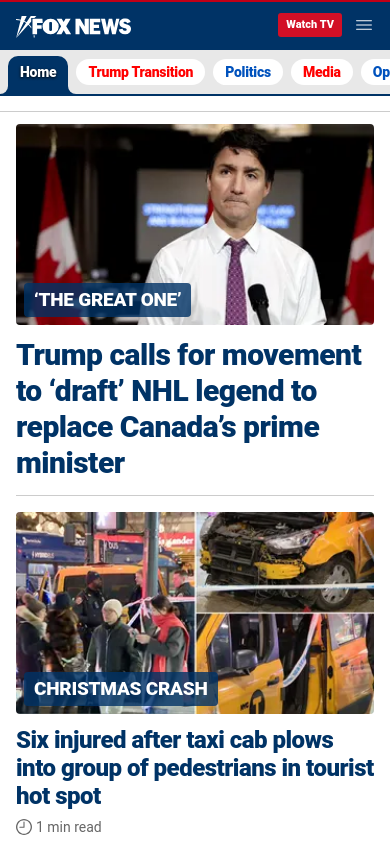 FOX NEWS
Watch TV
Home
Trump Transition
Politics
Media
Op
‘THE GREAT ONE’
Trump calls for movement
to ‘draft’ NHL legend to
replace Canada’s prime
minister
CHRISTMAS CRASH
Six injured after taxi cab plows
into group of pedestrians in tourist
hot spot
1 min read